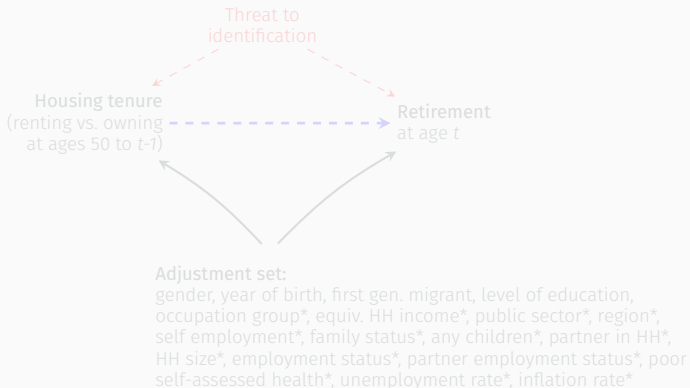 Threat to
identification
Housing tenure
(renting vs. owning
at ages 50 to t-1)
Retirement
at age t
Adjustment set:
gender, year of birth, first gen. migrant, level of education,
occupation group*, equiv. HH income*, public sector*, region*,
self employment*, family status*, any children*, partner in HH*,
HH size*, employment status*, partner employment status*, poor
self-assessed health*, unemployment rate*, inflation rate*